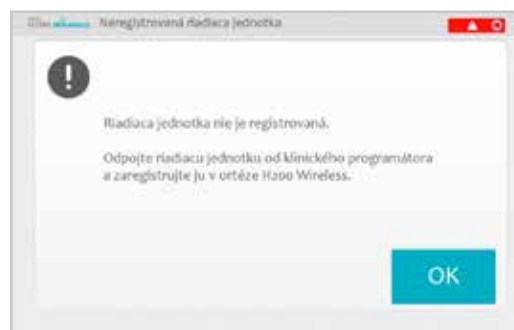 Neregistrovaná riadiaca jednotka
Riadiaca jednotka nie je registrovaná.
Odpojte riadiacu jednotku od klinického programátora
a zaregistrujte ju v ortéze H200 Wireless.
OK